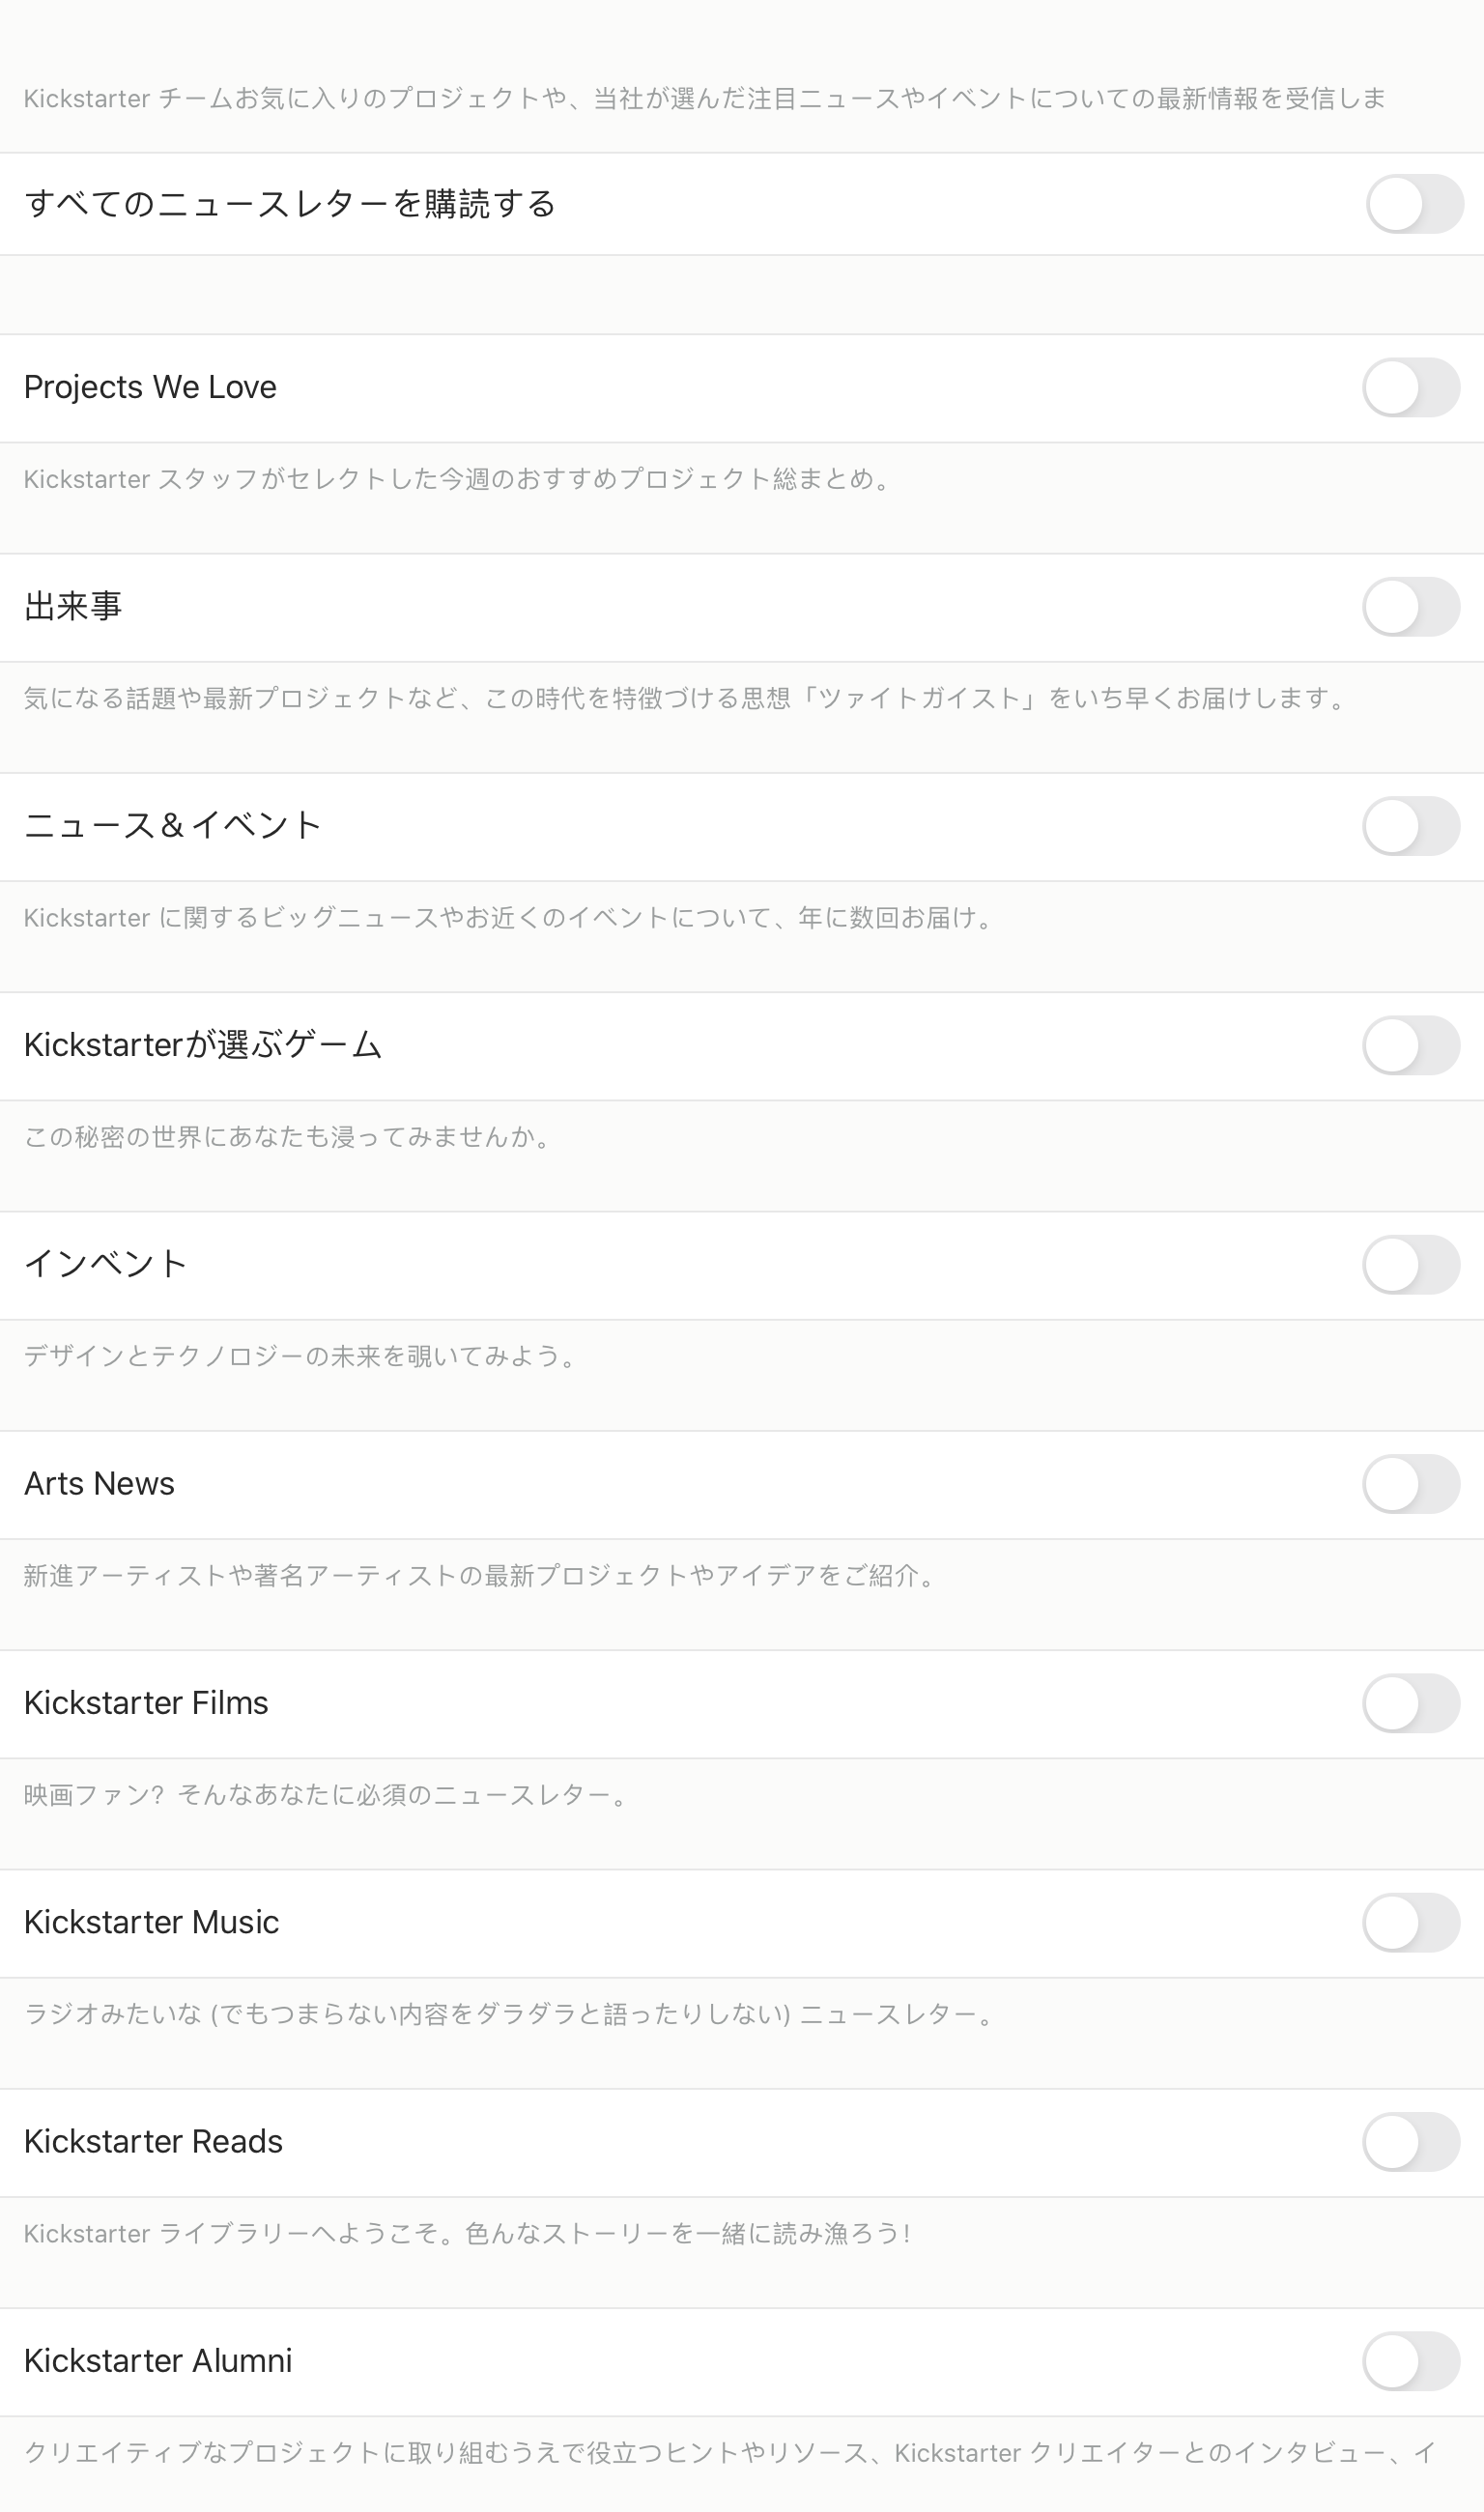 Kickstarter チームお気に入りのプロジェクトや、当社が選んだ注目ニュースやイベントについての最新情報を受信しま
すべてのニュースレターを購読する
Projects We Love
Kickstarter スタッフがセレクトした今週のおすすめプロジェクト総まとめ。
出来事
気になる話題や最新プロジェクトなど、この時代を特徴づける思想「ツァイトガイスト」をいち早くお届けします。
ニュース＆イベント
Kickstarter に関するビッグニュースやお近くのイベントについて、年に数回お届け。
Kickstarterが選ぶゲーム
この秘密の世界にあなたも浸ってみませんか。
インベント
デザインとテクノロジーの未来を覗いてみよう。
Arts News
新進アーティストや著名アーティストの最新プロジェクトやアイデアをご紹介。
Kickstarter Films
映画ファン？そんなあなたに必須のニュースレター。
Kickstarter Music
ラジオみたいな (でもつまらない内容をダラダラと語ったりしない) ニュースレター。
Kickstarter Reads
Kickstarter ライブラリーへようこそ。色んなストーリーを一緒に読み漁ろう！
Kickstarter Alumni
クリエイティブなプロジェクトに取り組むうえで役立つヒントやリソース、Kickstarter クリエイターとのインタビュー、イ